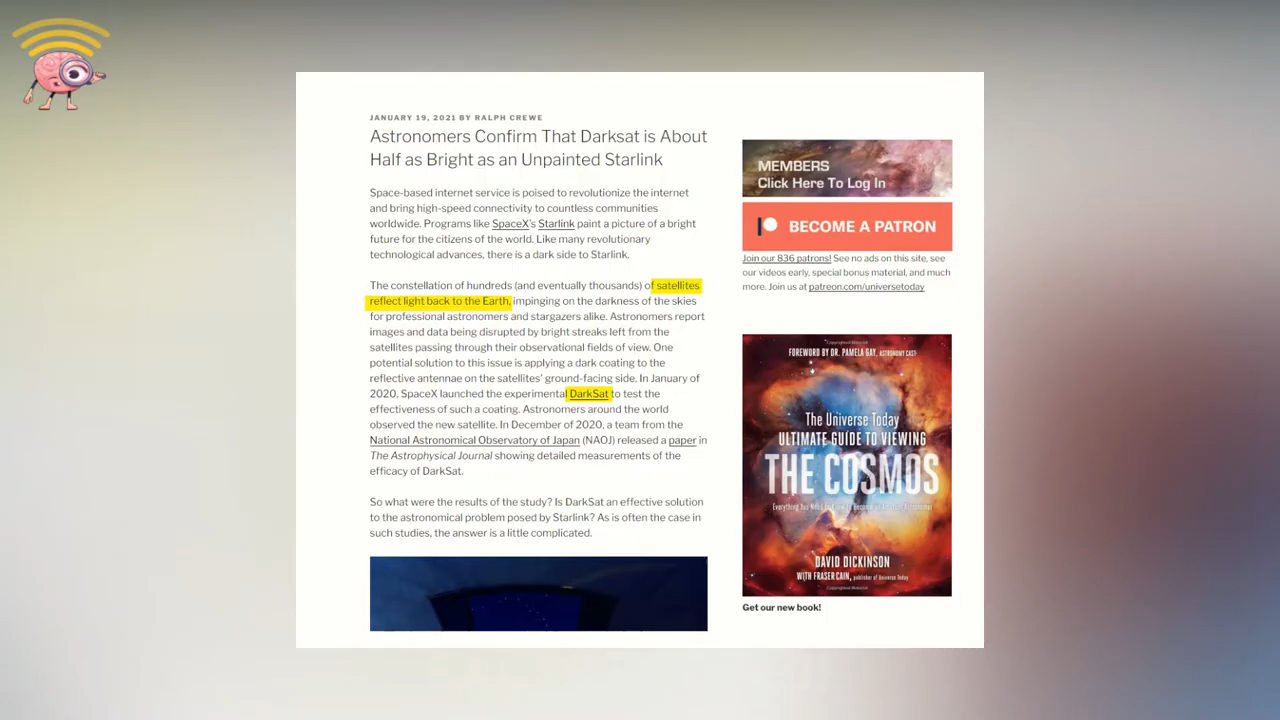 JANUARY 19, 2021 BY RALPH CREWE
Astronomers Confirm That Darksat is About
Half as Bright as an Unpainted Starlink
Space-based internet service is poised to revolutionize the internet
and bring high-speed connectivity to countless communities
worldwide. Programs like SpaceX's Starlink paint a picture of a bright
future for the citizens of the world. Like many revolutionary
technological advances, there is a dark side to Starlink.
The constellation of hundreds (and eventually thousands) of satellites
reflect light back to the Earth, impinging on the darkness of the skies
for professional astronomers and stargazers alike. Astronomers report
images and data being disrupted by bright streaks left from the
satellites passing through their observational fields of view. One
potential solution to this issue is applying a dark coating to the
reflective antennae on the satellites' ground-facing side. In January of
2020, SpaceX launched the experimental DarkSat to test the
effectiveness of such a coating. Astronomers around the world
observed the new satellite. In December of 2020, a team from the
National Astronomical Observatory of Japan (NAOJ) released a paper in
The Astrophysical Journal showing detailed measurements of the
efficacy of DarkSat.
So what were the results of the study? Is DarkSat an effective solution
to the astronomical problem posed by Starlink? As is often the case in
such studies, the answer is a little complicated.
MEMBERS
Click Here To Log In
BECOME A PATRON
Join our 836 patrons! See no ads on this site, see
our videos early, special bonus material, and much
more. Join us at patreon.com/universetoday
FOREWORD BY DR. PAMELA GAY, ASTRONOMY CAST
The Universe Today
ULTIMATE GUIDE TO VIEWING
THE COSMOS
DAVID DICKINSON
WITH FRASER CAIN, publisher of Universe Today
Get our new book!